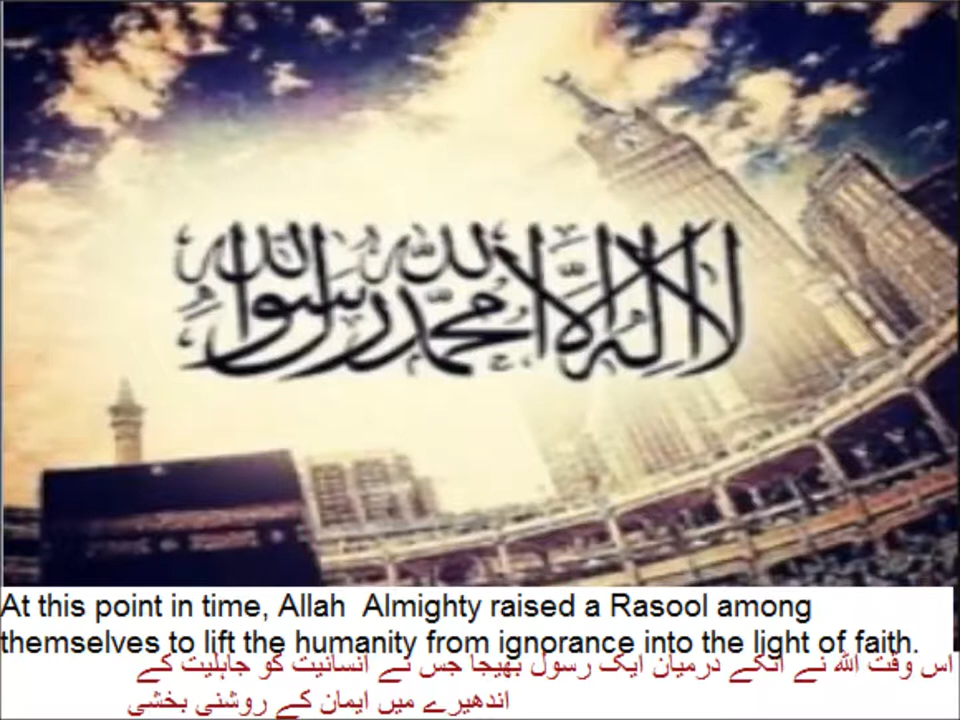 لا اله الا الله محمد رسول الله
At this point in time, Allah  Almighty raised a Rasool among
themselves to lift the humanity from ignorance into the light of faith.
اس وقت الله نے انکے درمیان ایک رسول بھیجا جس نے انسانیت کو جاہلیت کے
اندھیرے میں ایمان کے روشنی بخشی